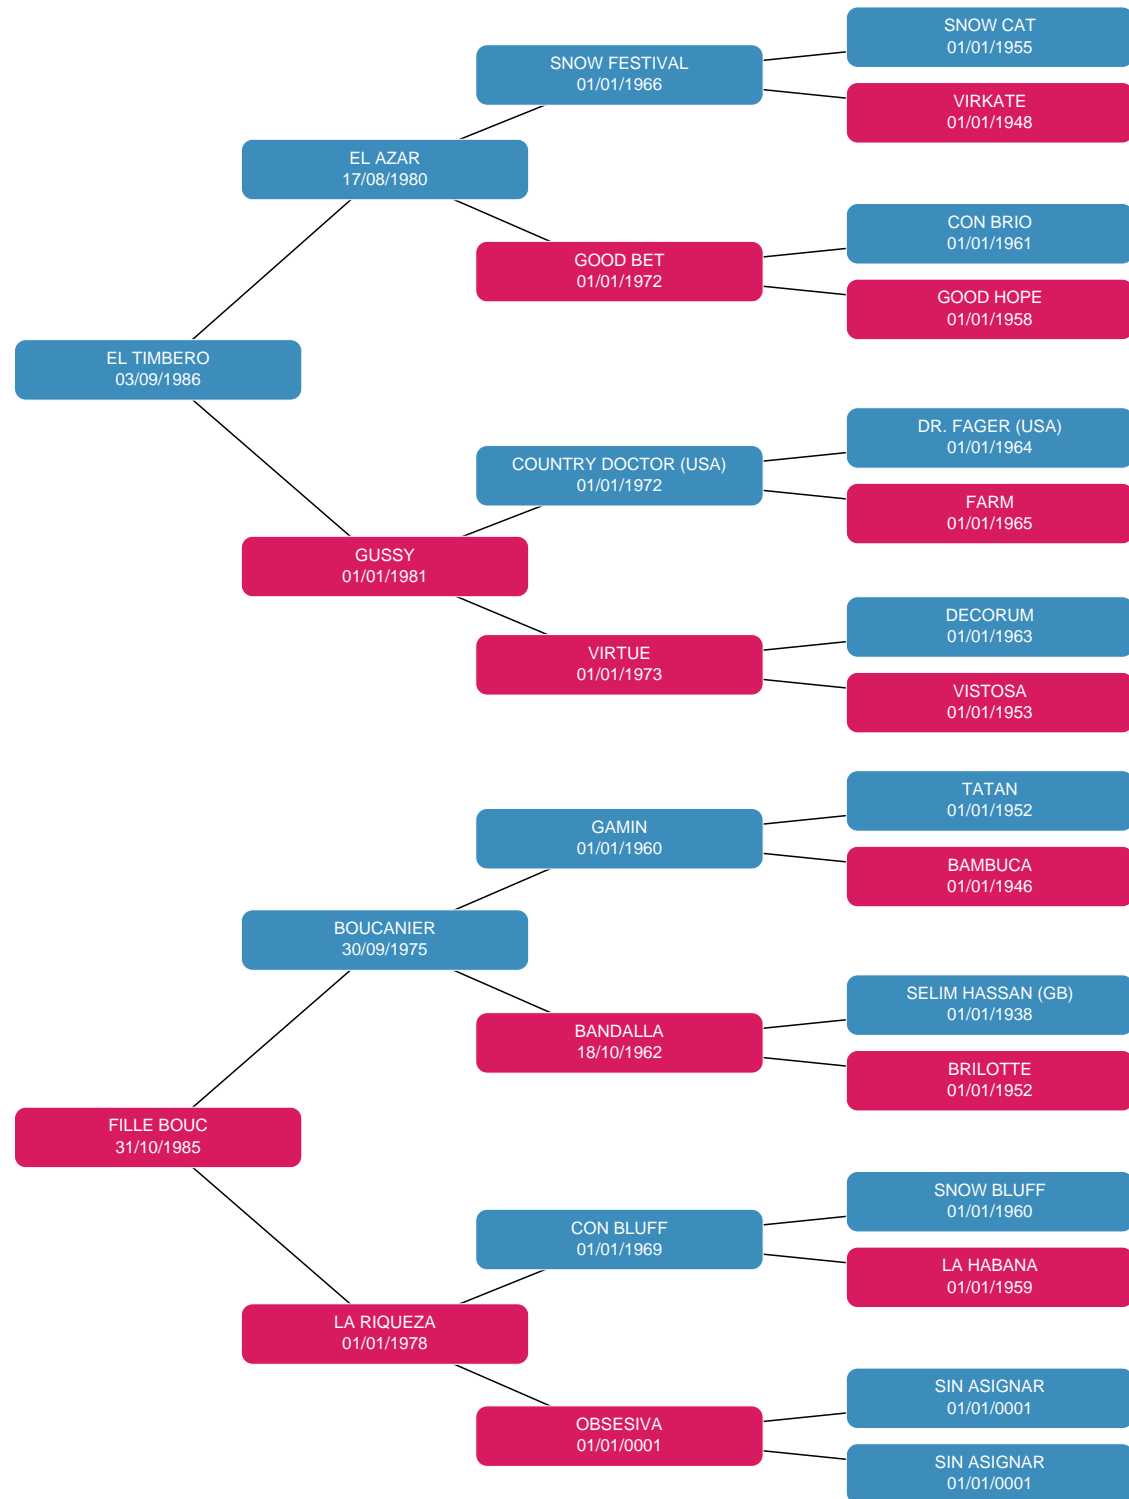 SNOW CAT
01/01/1955
SNOW FESTIVAL
01/01/1966
VIRKATE
01/01/1948
EL AZAR
17/08/1980
CON BRIO
01/01/1961
GOOD BET
01/01/1972
GOOD HOPE
01/01/1958
EL TIMBERO
03/09/1986
DR. FAGER (USA)
01/01/1964
COUNTRY DOCTOR (USA)
01/01/1972
FARM
01/01/1965
GUSSY
01/01/1981
DECORUM
01/01/1963
VIRTUE
01/01/1973
VISTOSA
01/01/1953
TATAN
01/01/1952
GAMIN
01/01/1960
BAMBUCA
01/01/1946
BOUCANIER
30/09/1975
SELIM HASSAN (GB)
01/01/1938
BANDALLA
18/10/1962
BRILOTTE
01/01/1952
FILLE BOUC
31/10/1985
SNOW BLUFF
01/01/1960
CON BLUFF
01/01/1969
LA HABANA
01/01/1959
LA RIQUEZA
01/01/1978
SIN ASIGNAR
01/01/0001
OBSESIVA
01/01/0001
SIN ASIGNAR
01/01/0001